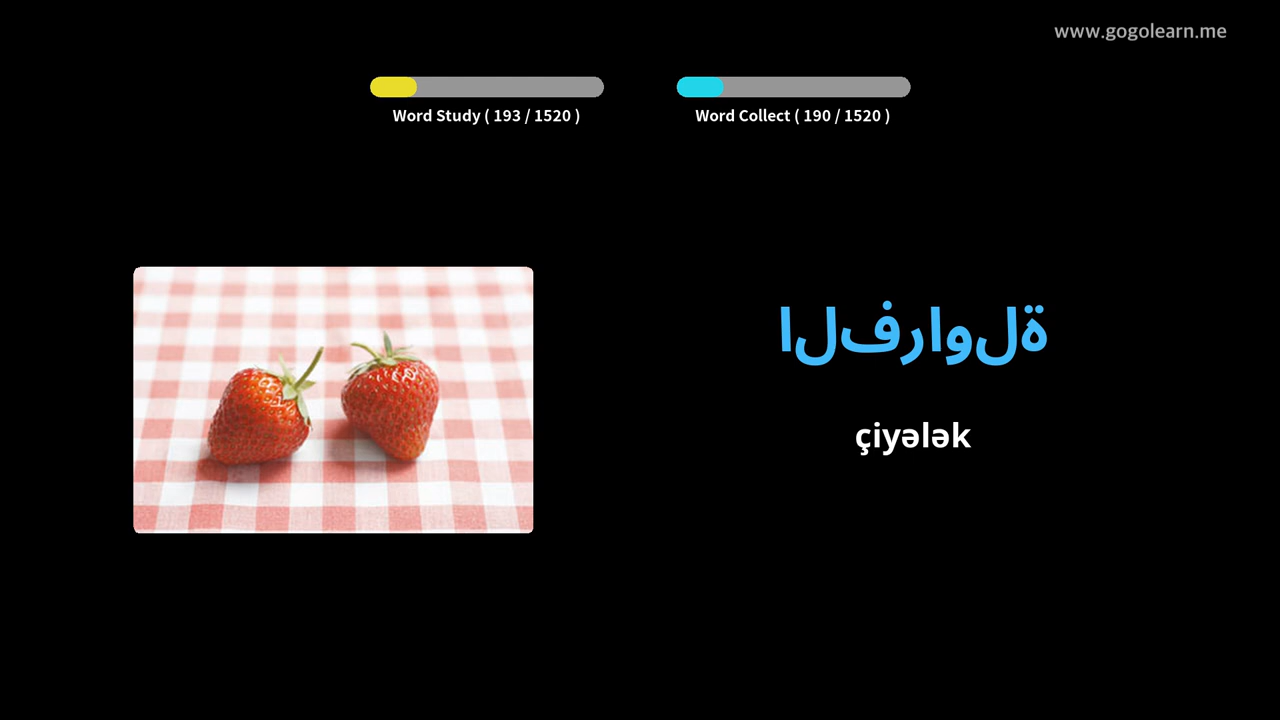 www.gogolearn.me
Word Study ( 193 / 1520 )
Word Collect ( 190 / 1520 )
الفراولة
çiyələk